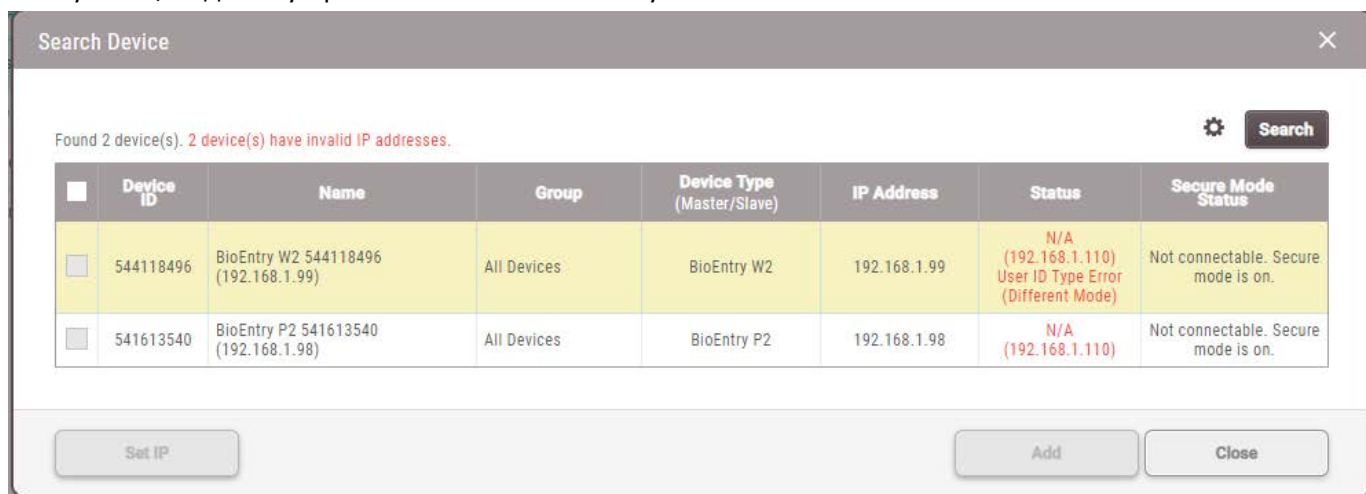 Search Device
Found 2 device(s). 2 device(s) have invalid IP addresses.
Search
Device ID Name Group Device Type (Master/Slave) IP Address Status Secure Mode Status
544118496 BioEntry W2 544118496 (192.168.1.99) All Devices BioEntry W2 192.168.1.99 N/A (192.168.1.110) User ID Type Error (Different Mode) Not connectable. Secure mode is on.
541613540 BioEntry P2 541613540 (192.168.1.98) All Devices BioEntry P2 192.168.1.98 N/A (192.168.1.110) Not connectable. Secure mode is on.
Set IP Add Close